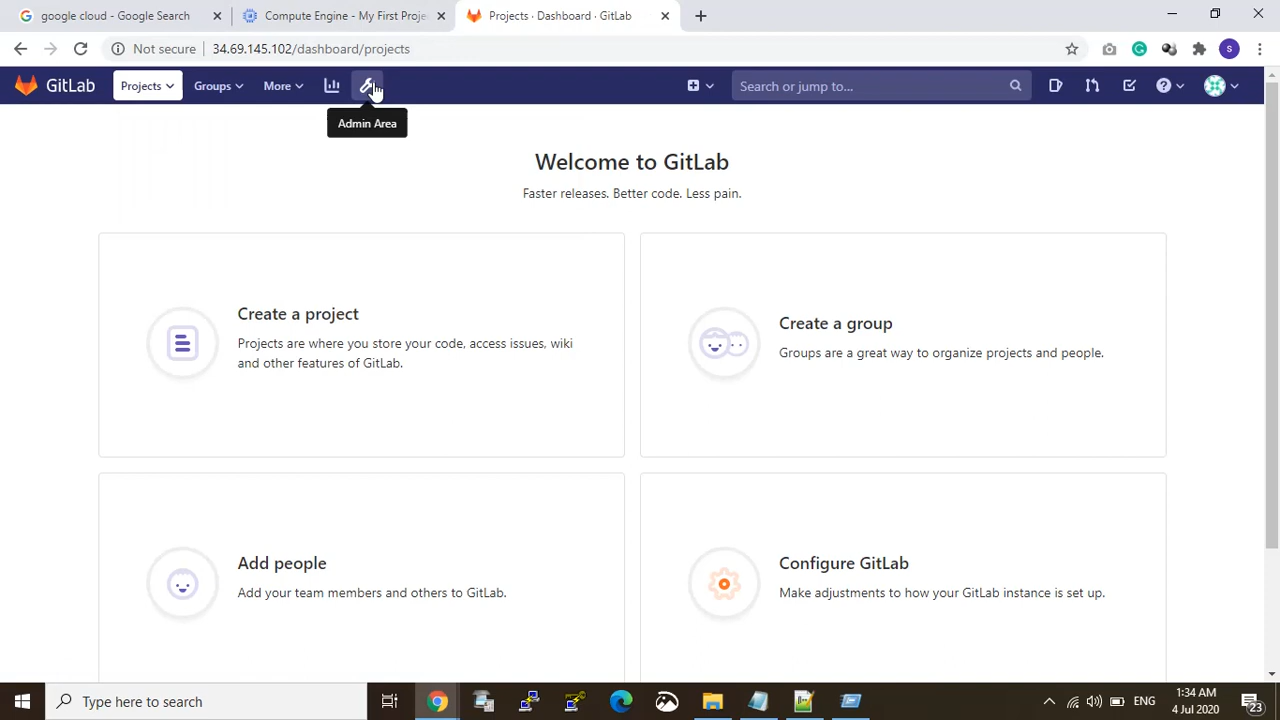 google cloud - Google Search
Compute Engine - My First Proje
Projects · Dashboard · GitLab
Not secure
34.69.145.102/dashboard/projects
S
GitLab
Projects
Groups
More
Search or jump to...
Admin Area
Welcome to GitLab
Faster releases. Better code. Less pain.
Create a project
Projects are where you store your code, access issues, wiki
and other features of GitLab.
Create a group
Groups are a great way to organize projects and people.
Add people
Add your team members and others to GitLab.
Configure GitLab
Make adjustments to how your GitLab instance is set up.
Type here to search
ENG
1:34 AM
4 Jul 2020
23